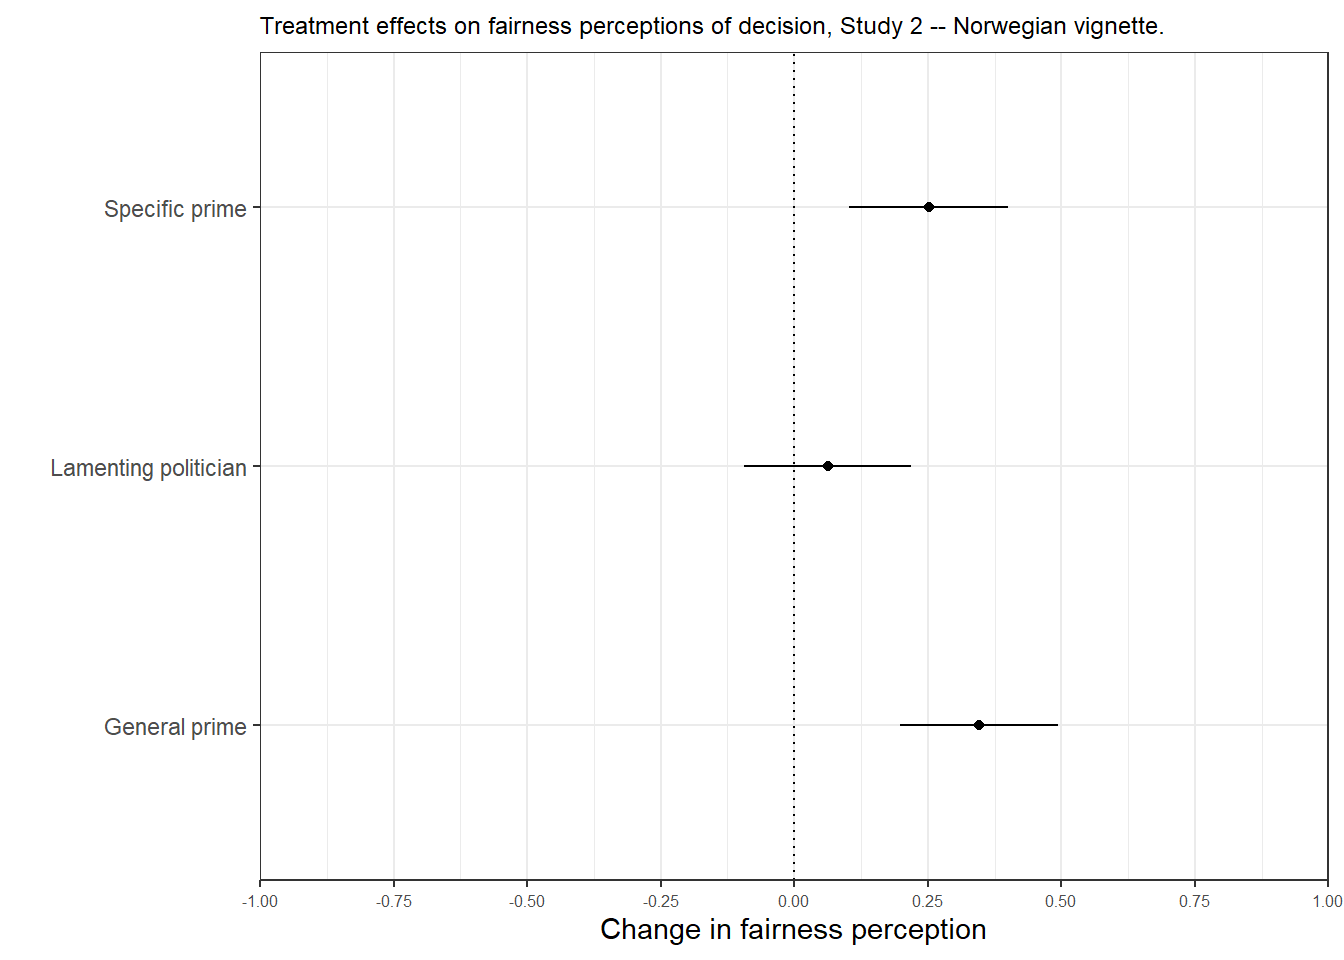 Treatment effects on fairness perceptions of decision, Study 2 -- Norwegian vignette.
Specific prime
Lamenting politician
General prime
-1.00 -0.75 -0.50 -0.25 0.00 0.25 0.50 0.75 1.00
Change in fairness perception